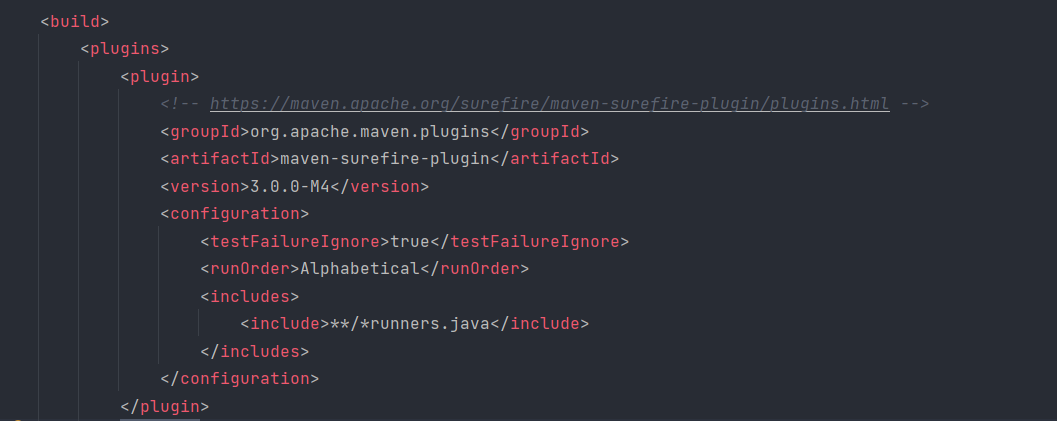 <build>
<plugins>
<plugin>
<!-- https://maven.apache.org/surefire/maven-surefire-plugin/plugins.html -->
<groupId>org.apache.maven.plugins</groupId>
<artifactId>maven-surefire-plugin</artifactId>
<version>3.0.0-M4</version>
<configuration>
<testFailureIgnore>true</testFailureIgnore>
<runOrder>Alphabetical</runOrder>
<includes>
<include>**/*runners.java</include>
</includes>
</configuration>
</plugin>